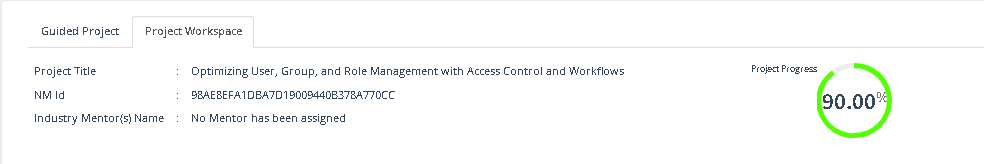 Guided Project
Project Workspace
Project Title : Optimizing User, Group, and Role Management with Access Control and Workflows
Project Progress
90.00%
NM Id : 98AE8EFA1DBA7D19009440B378A770CC
Industry Mentor(s) Name : No Mentor has been assigned